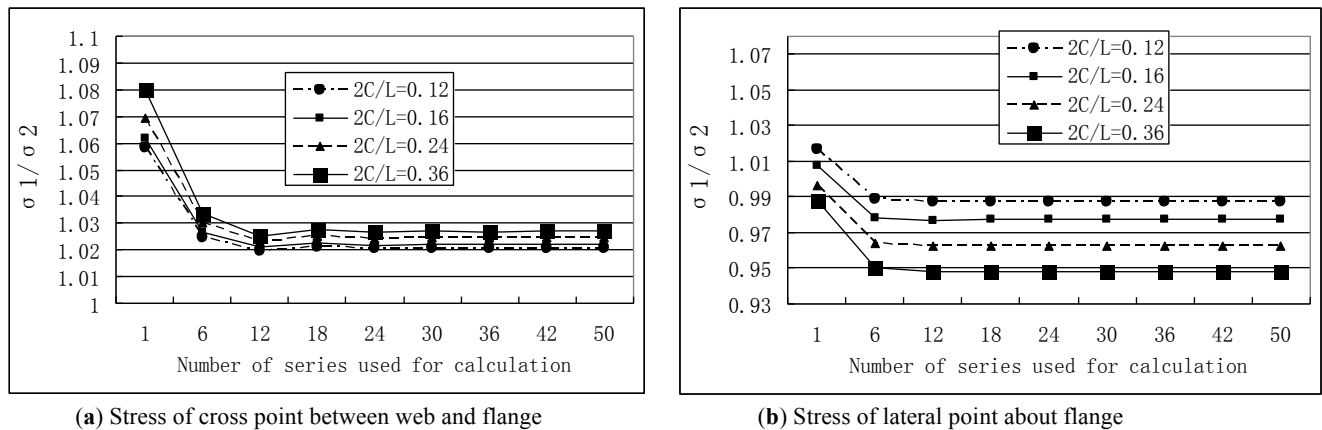 1.1
1.09
1.08
1.07
1.06
1.05
1.04
1.03
1.02
1.01
1
σ 1/σ 2
2C/L=0.12
2C/L=0.16
2C/L=0.24
2C/L=0.36
1 6 12 18 24 30 36 42 50
Number of series used for calculation
(a) Stress of cross point between web and flange
1.07
1.05
1.03
1.01
0.99
0.97
0.95
0.93
σ 1/σ 2
2C/L=0.12
2C/L=0.16
2C/L=0.24
2C/L=0.36
1 6 12 18 24 30 36 42 50
Number of series used for calculation
(b) Stress of lateral point about flange